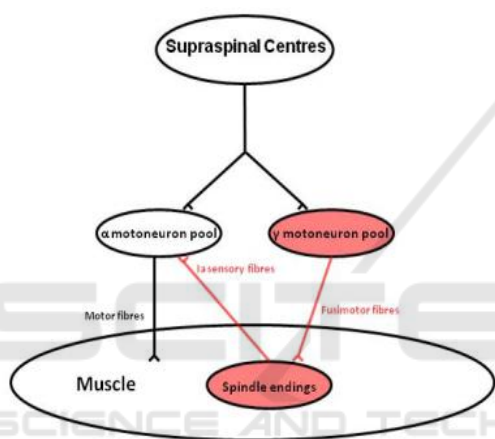 Supraspinal Centres
α motoneuron pool
γ motoneuron pool
Ia sensory fibres
Motor fibres
Fusimotor fibres
Muscle
Spindle endings
SCITE
SCIENCE AND TECH